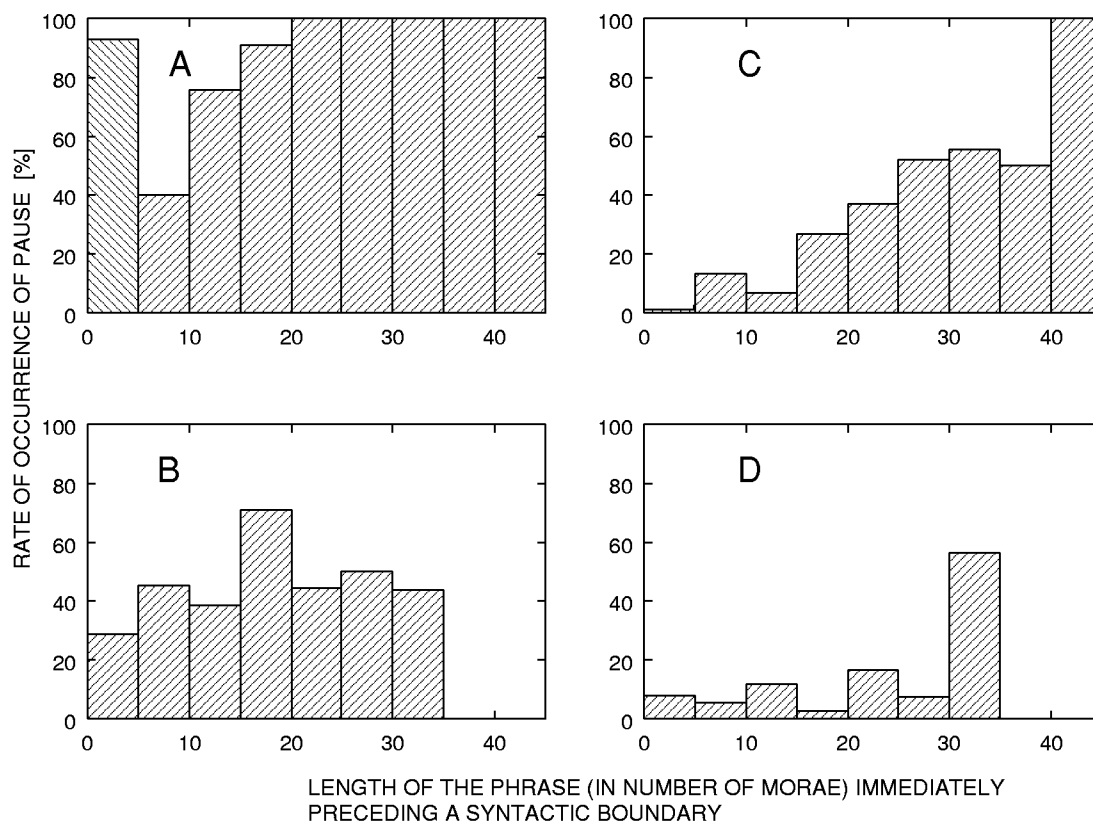 RATE OF OCCURRENCE OF PAUSE [%]
A
100
80
60
40
20
0
0 10 20 30 40
C
100
80
60
40
20
0
0 10 20 30 40
B
100
80
60
40
20
0
0 10 20 30 40
D
100
80
60
40
20
0
0 10 20 30 40
LENGTH OF THE PHRASE (IN NUMBER OF MORAE) IMMEDIATELY
PRECEDING A SYNTACTIC BOUNDARY